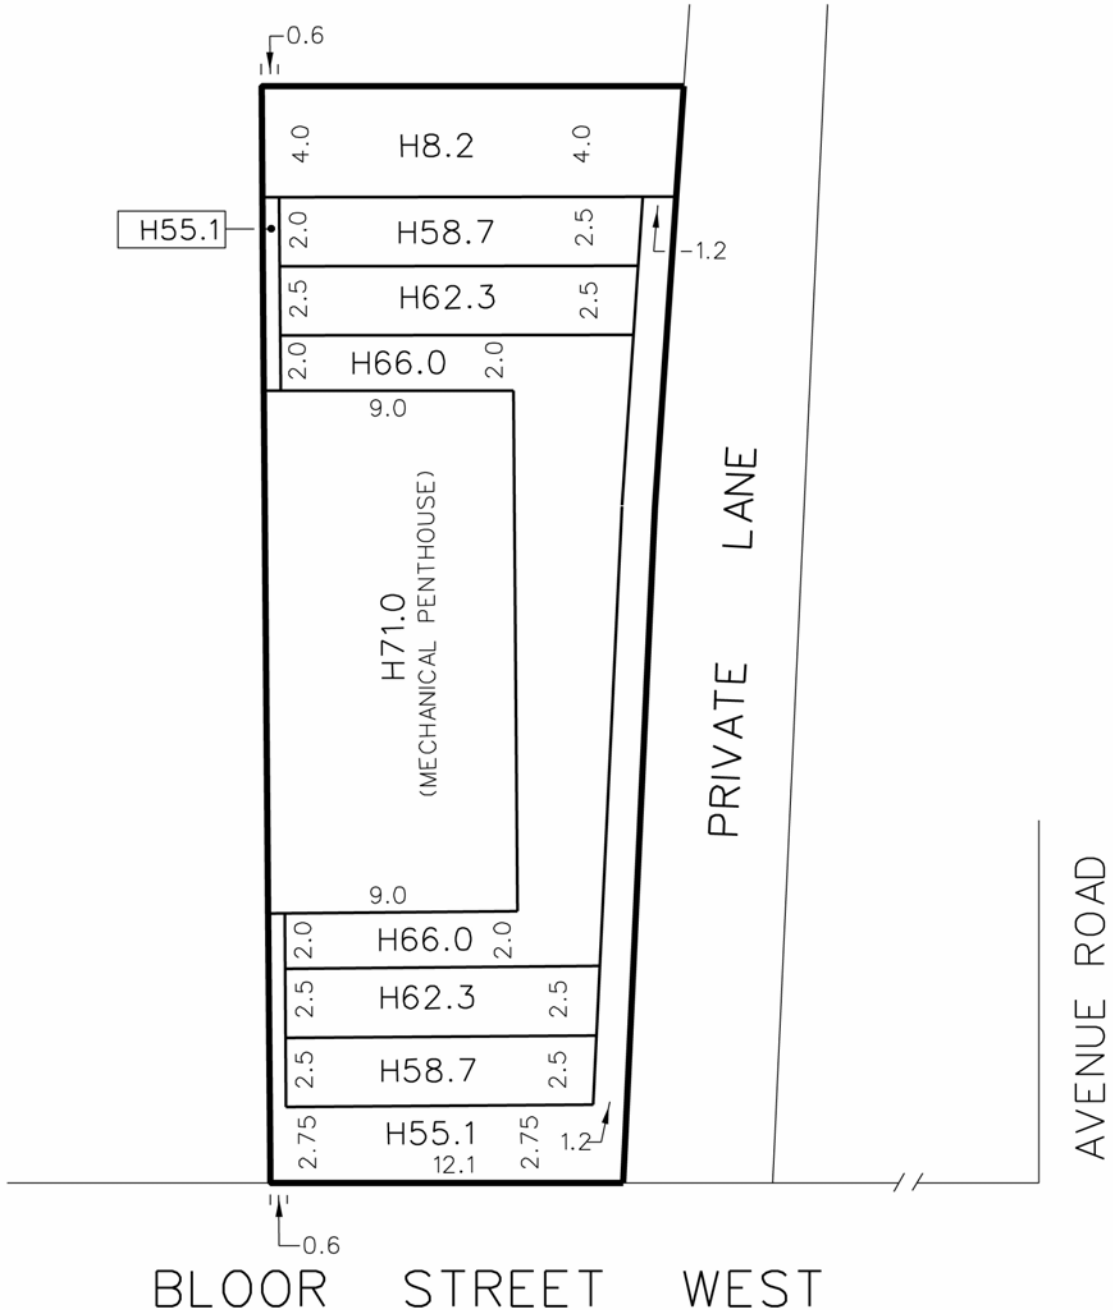 0.6
4.0 H8.2 4.0
H55.1
2.0 H58.7 2.5
1.2
2.5 H62.3 2.5
2.0 H66.0 2.0
9.0
H71.0
(MECHANICAL PENTHOUSE)
PRIVATE LANE
9.0
2.0 H66.0 2.0
2.5 H62.3 2.5
2.5 H58.7 2.5
2.75 H55.1 2.75
12.1
1.2
AVENUE ROAD
0.6
BLOOR STREET WEST